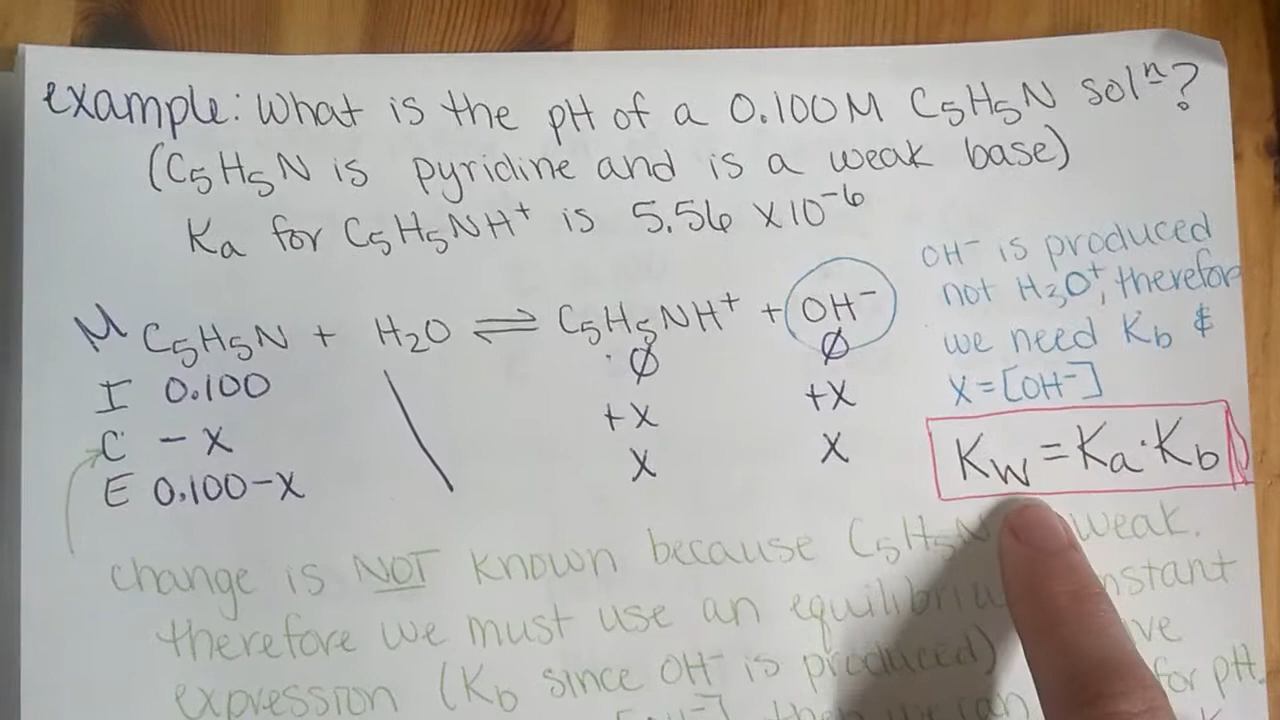 example: What is the pH of a 0.100M C₅H₅N solⁿ?
(C₅H₅N is pyridine and is a weak base)
Ka for C₅H₅NH⁺ is 5.56 x10⁻⁶
OH⁻ is produced
not H₃O⁺, therefor
we need Kb &
X=[OH⁻]
Kw=Ka·Kb
M C₅H₅N + H₂O ⇌ C₅H₅NH⁺ + OH⁻
I 0.100 Ø Ø
C -X +X +X
E 0.100-X X X
change is NOT known because C₅H₅N weak.
therefore we must use an
expression (Kb since OH⁻ is produced) for pH.